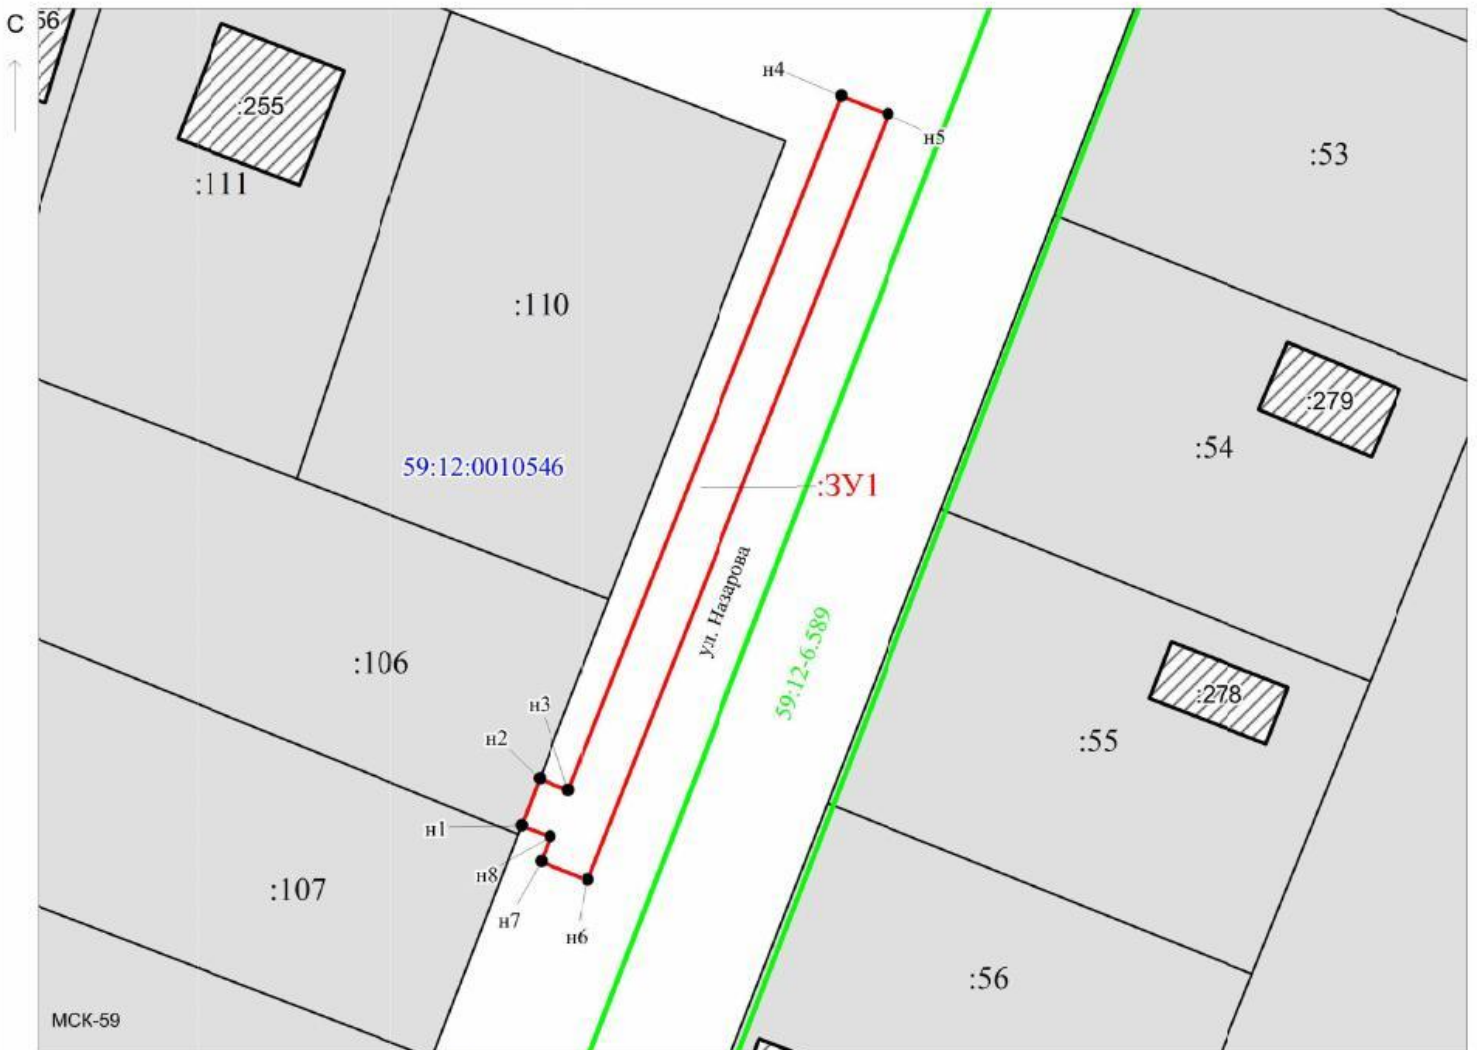 С
56
:255
:111
:110
59:12:0010546
:106
:107
МСК-59
н4
н5
:ЗУ1
ул. Назарова
59:12-6.589
н3
н2
н1
н8
н7
н6
:53
:279
:54
:278
:55
:56